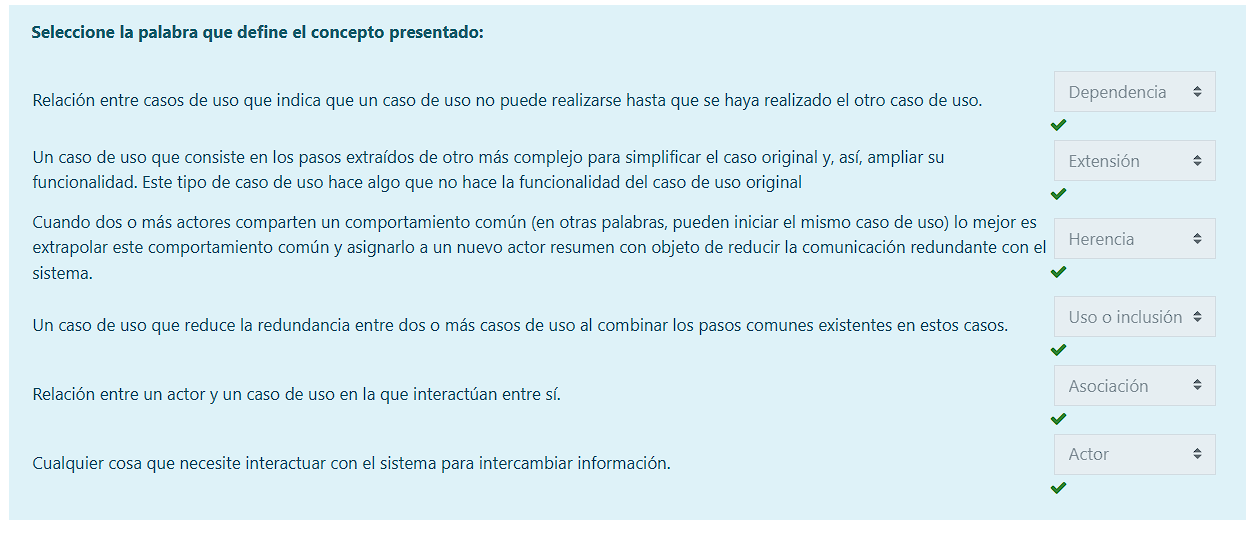 Seleccione la palabra que define el concepto presentado:
Relación entre casos de uso que indica que un caso de uso no puede realizarse hasta que se haya realizado el otro caso de uso.
Dependencia
Un caso de uso que consiste en los pasos extraídos de otro más complejo para simplificar el caso original y, así, ampliar su
funcionalidad. Este tipo de caso de uso hace algo que no hace la funcionalidad del caso de uso original
Extensión
Cuando dos o más actores comparten un comportamiento común (en otras palabras, pueden iniciar el mismo caso de uso) lo mejor es
extrapolar este comportamiento común y asignarlo a un nuevo actor resumen con objeto de reducir la comunicación redundante con el
sistema.
Herencia
Un caso de uso que reduce la redundancia entre dos o más casos de uso al combinar los pasos comunes existentes en estos casos.
Uso o inclusión
Relación entre un actor y un caso de uso en la que interactúan entre sí.
Asociación
Cualquier cosa que necesite interactuar con el sistema para intercambiar información.
Actor